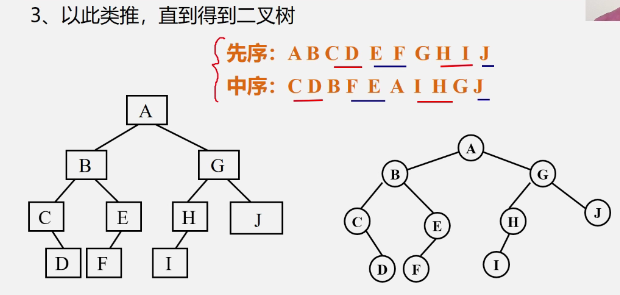 3、以此类推，直到得到二叉树
先序：A B C D E F G H I J
中序：C D B F E A I H G J
A
B G
C E H J
D F I
A
B G
C E H J
D F I